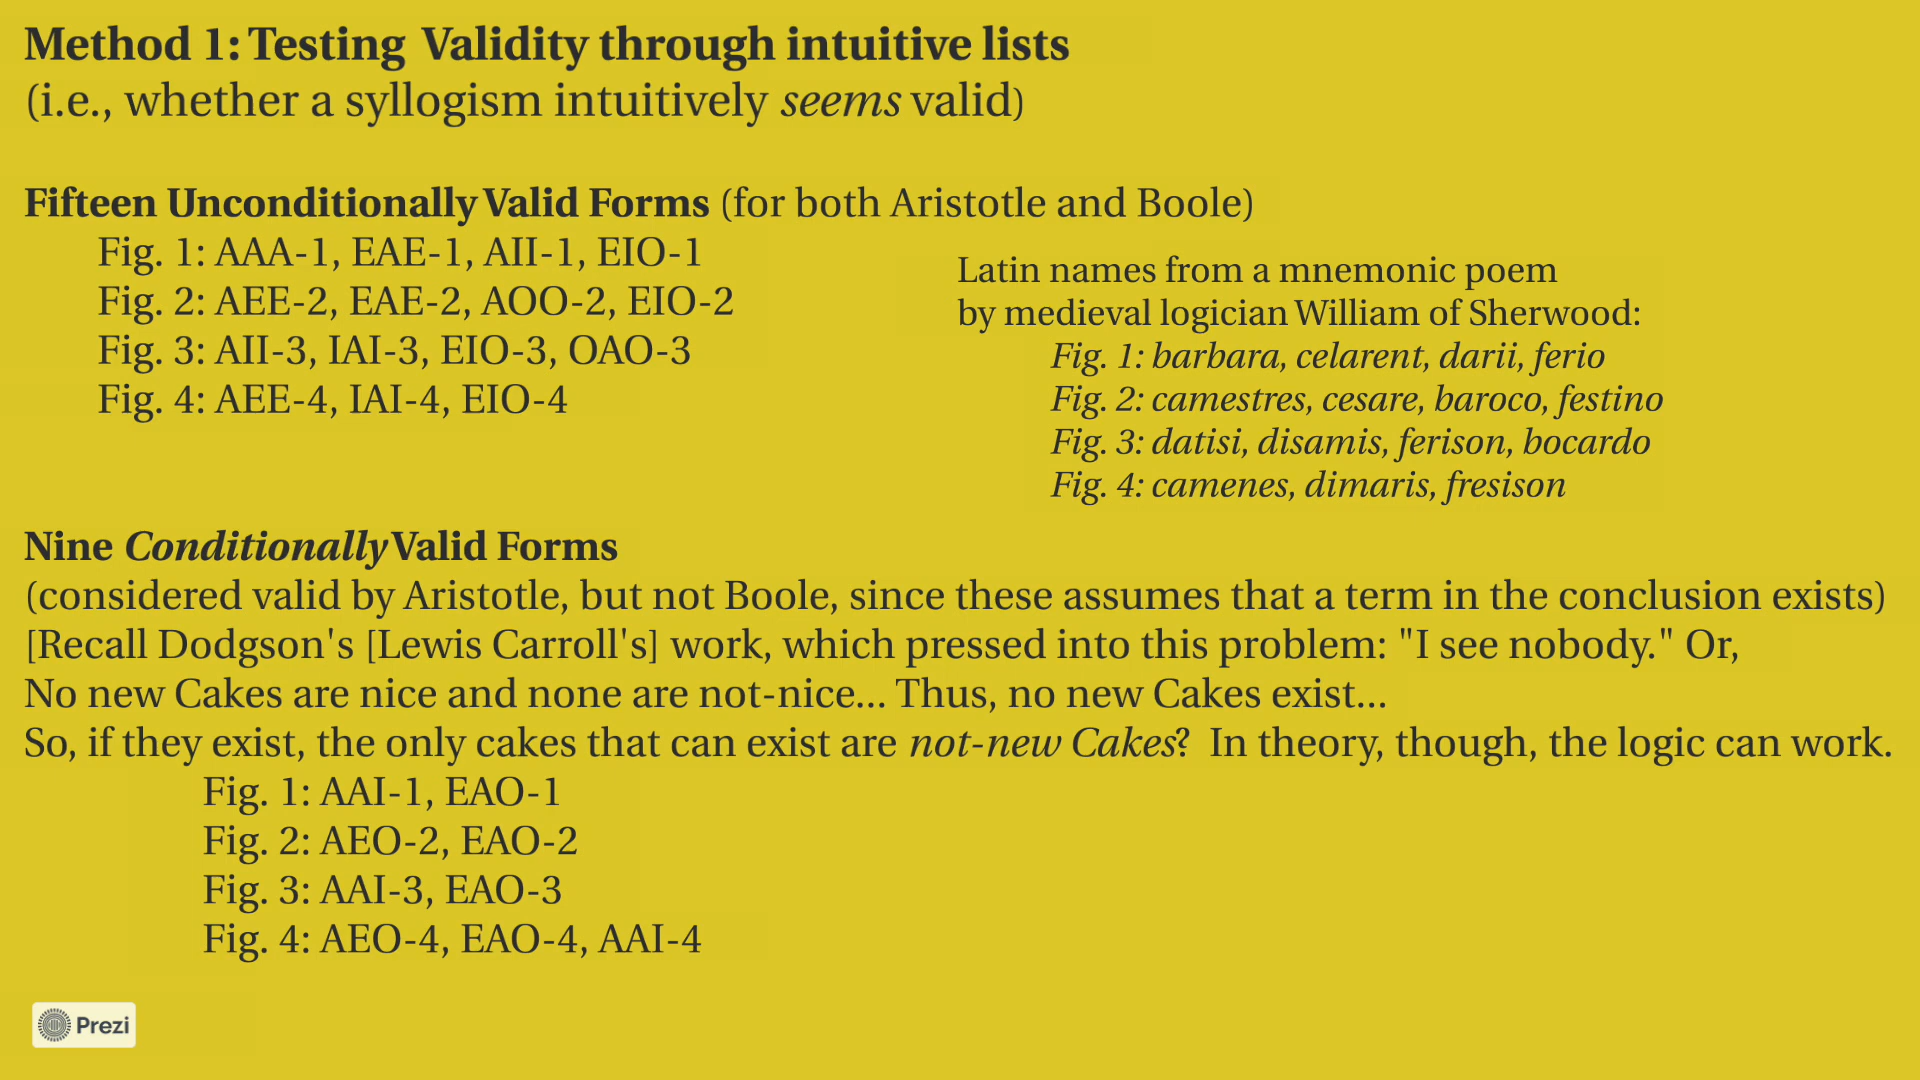 Method 1: Testing Validity through intuitive lists
(i.e., whether a syllogism intuitively seems valid)
Fifteen Unconditionally Valid Forms (for both Aristotle and Boole)
Fig. 1: AAA-1, EAE-1, AII-1, EIO-1
Fig. 2: AEE-2, EAE-2, AOO-2, EIO-2
Fig. 3: AII-3, IAI-3, EIO-3, OAO-3
Fig. 4: AEE-4, IAI-4, EIO-4
Latin names from a mnemonic poem
by medieval logician William of Sherwood:
Fig. 1: barbara, celarent, darii, ferio
Fig. 2: camestres, cesare, baroco, festino
Fig. 3: datisi, disamis, ferison, bocardo
Fig. 4: camenes, dimaris, fresison
Nine Conditionally Valid Forms
(considered valid by Aristotle, but not Boole, since these assumes that a term in the conclusion exists)
[Recall Dodgson's [Lewis Carroll's] work, which pressed into this problem: "I see nobody." Or,
No new Cakes are nice and none are not-nice... Thus, no new Cakes exist...
So, if they exist, the only cakes that can exist are not-new Cakes? In theory, though, the logic can work.
Fig. 1: AAI-1, EAO-1
Fig. 2: AEO-2, EAO-2
Fig. 3: AAI-3, EAO-3
Fig. 4: AEO-4, EAO-4, AAI-4
Prezi